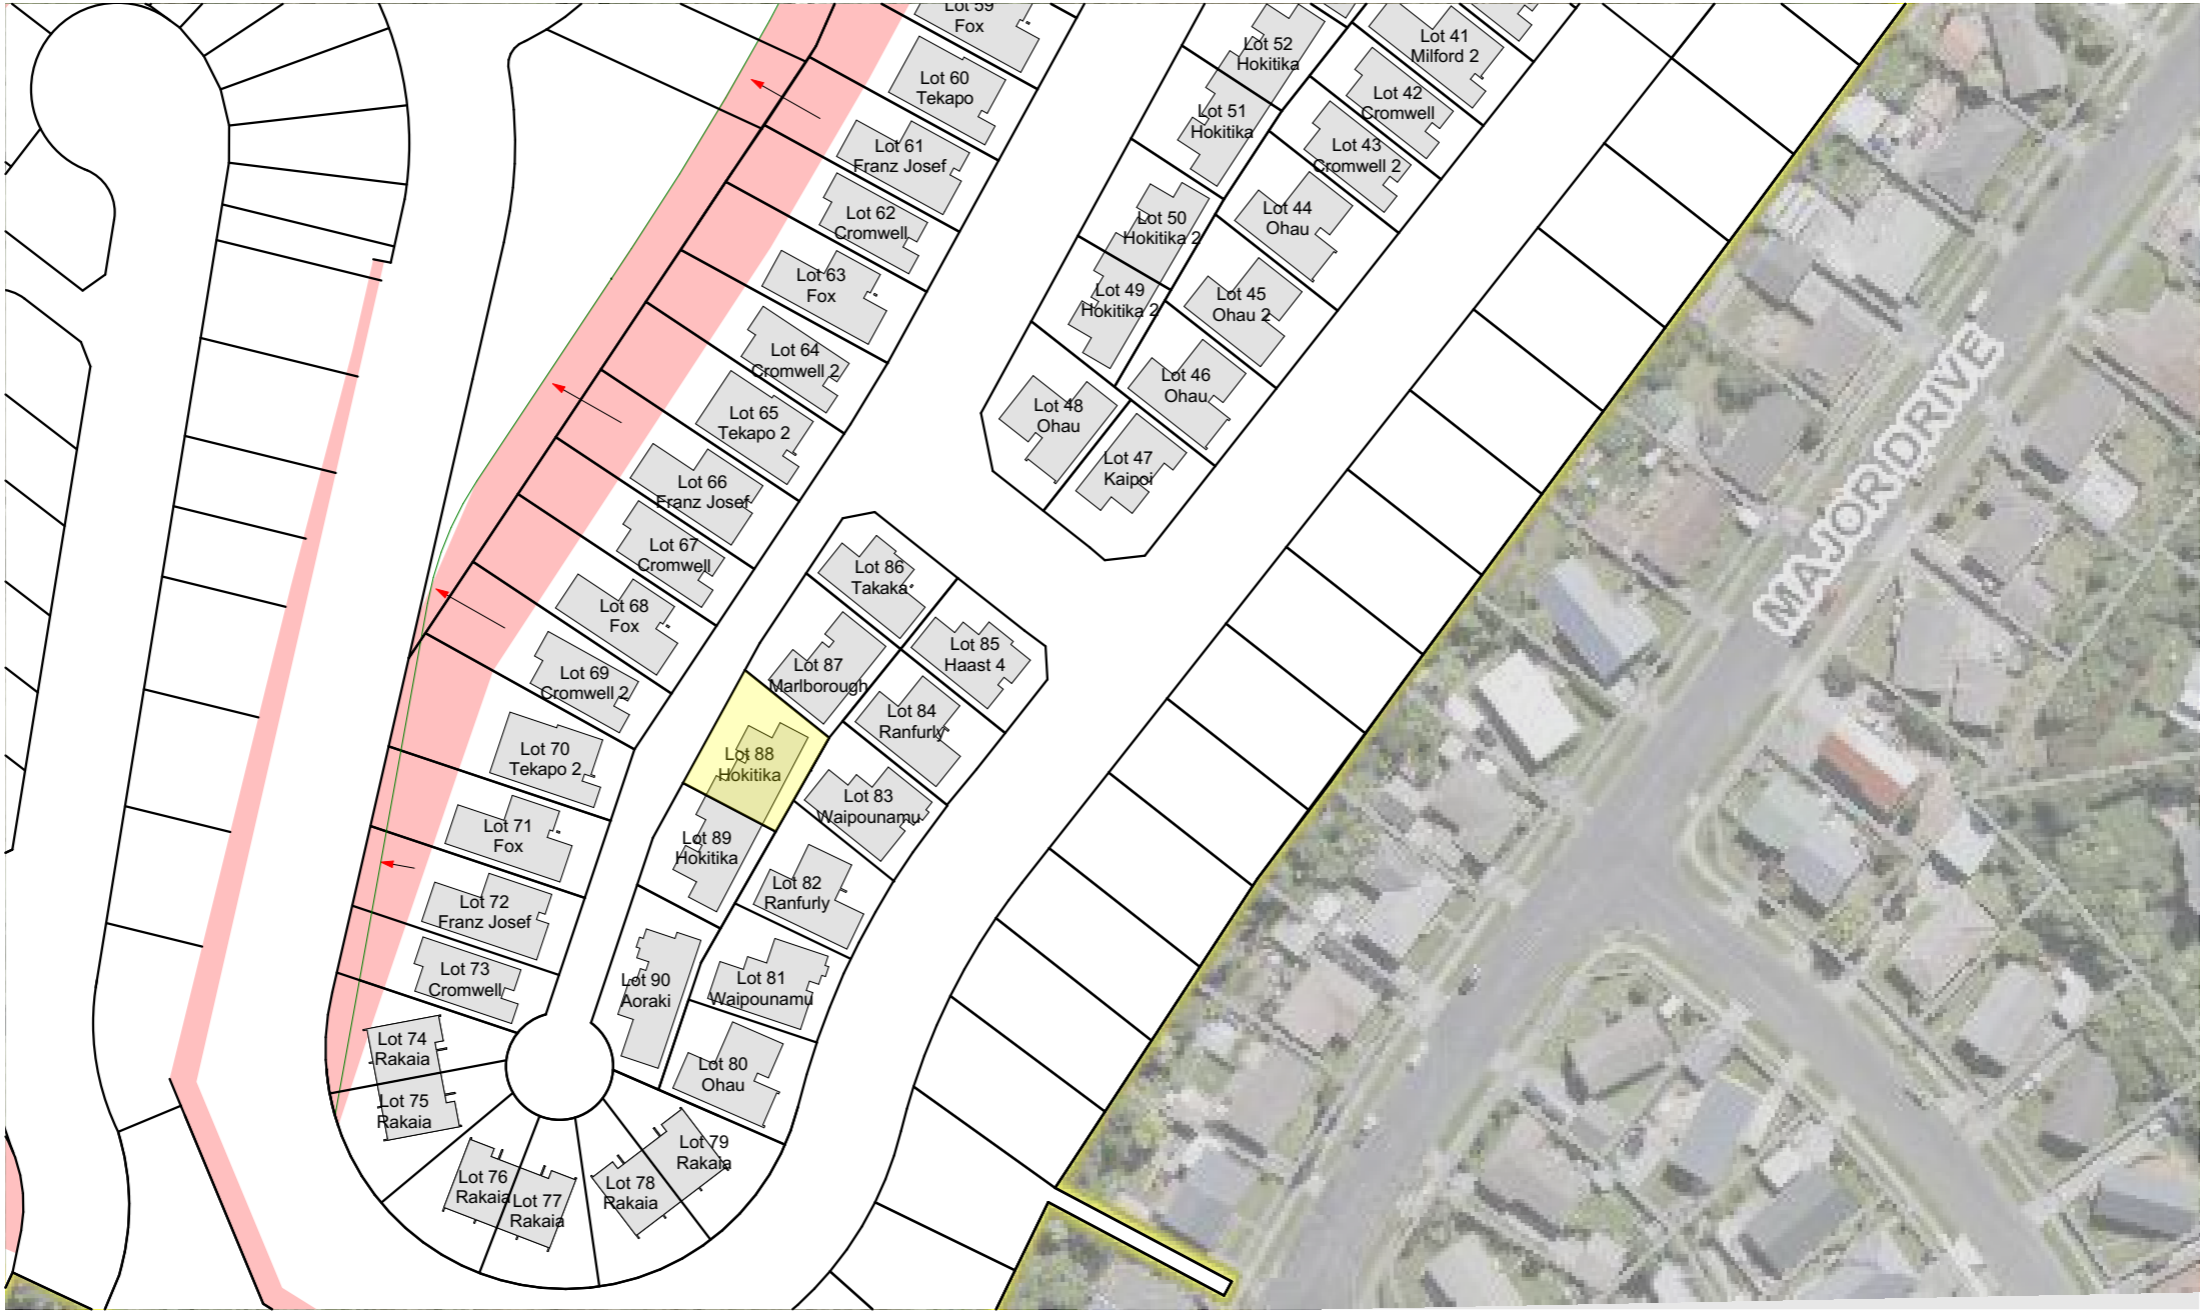 Lot 59
Fox
Lot 60
Tekapo
Lot 61
Franz Josef
Lot 62
Cromwell
Lot 63
Fox
Lot 64
Cromwell 2
Lot 65
Tekapo 2
Lot 66
Franz Josef
Lot 67
Cromwell
Lot 68
Fox
Lot 69
Cromwell 2
Lot 70
Tekapo 2
Lot 71
Fox
Lot 72
Franz Josef
Lot 73
Cromwell
Lot 74
Rakaia
Lot 75
Rakaia
Lot 76
Rakaia
Lot 77
Rakaia
Lot 78
Rakaia
Lot 79
Rakaia
Lot 80
Ohau
Lot 81
Waipounamu
Lot 82
Ranfurly
Lot 83
Waipounamu
Lot 84
Ranfurly
Lot 85
Haast 4
Lot 86
Takaka
Lot 87
Marlborough
Lot 88
Hokitika
Lot 89
Hokitika
Lot 90
Aoraki
Lot 52
Hokitika
Lot 51
Hokitika
Lot 50
Hokitika 2
Lot 49
Hokitika 2
Lot 48
Ohau
Lot 47
Kaipoi
Lot 46
Ohau
Lot 45
Ohau 2
Lot 44
Ohau
Lot 43
Cromwell 2
Lot 42
Cromwell
Lot 41
Milford 2
MAJOR DRIVE